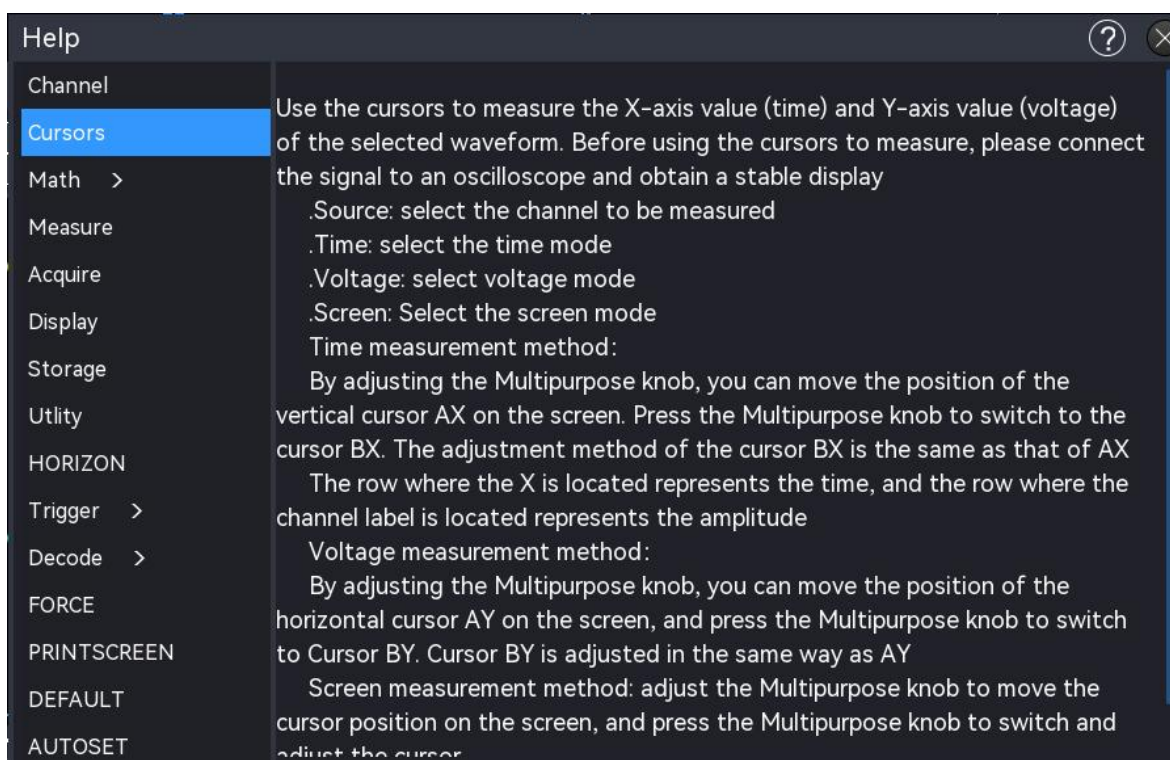 Help
?
Channel
Cursors
Math >
Measure
Acquire
Display
Storage
Utlity
HORIZON
Trigger >
Decode >
FORCE
PRINTSCREEN
DEFAULT
AUTOSET
Use the cursors to measure the X-axis value (time) and Y-axis value (voltage)
of the selected waveform. Before using the cursors to measure, please connect
the signal to an oscilloscope and obtain a stable display
.Source: select the channel to be measured
.Time: select the time mode
.Voltage: select voltage mode
.Screen: Select the screen mode
Time measurement method:
By adjusting the Multipurpose knob, you can move the position of the
vertical cursor AX on the screen. Press the Multipurpose knob to switch to the
cursor BX. The adjustment method of the cursor BX is the same as that of AX
The row where the X is located represents the time, and the row where the
channel label is located represents the amplitude
Voltage measurement method:
By adjusting the Multipurpose knob, you can move the position of the
horizontal cursor AY on the screen, and press the Multipurpose knob to switch
to Cursor BY. Cursor BY is adjusted in the same way as AY
Screen measurement method: adjust the Multipurpose knob to move the
cursor position on the screen, and press the Multipurpose knob to switch and
adjust the cursor